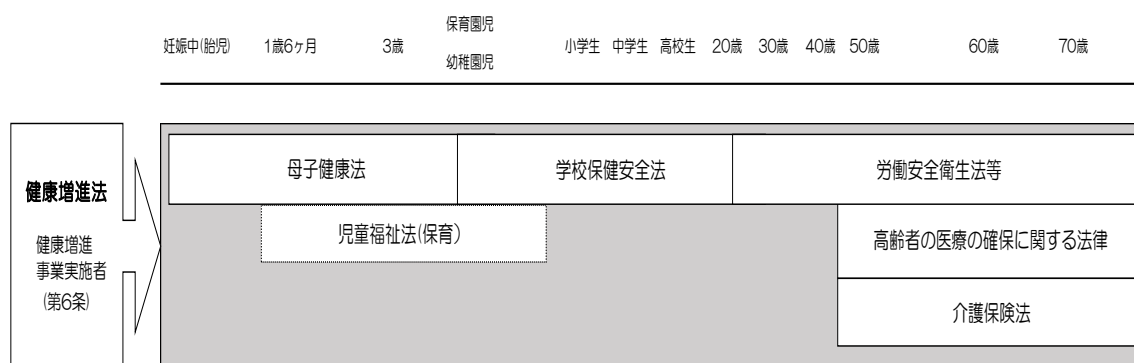 妊娠中(胎児) 1歳6ヶ月 3歳 保育園児 幼稚園児 小学生 中学生 高校生 20歳 30歳 40歳 50歳 60歳 70歳
母子健康法 学校保健安全法 労働安全衛生法等
健康増進法
児童福祉法(保育)
高齢者の医療の確保に関する法律
健康増進
事業実施者
(第6条)
介護保険法